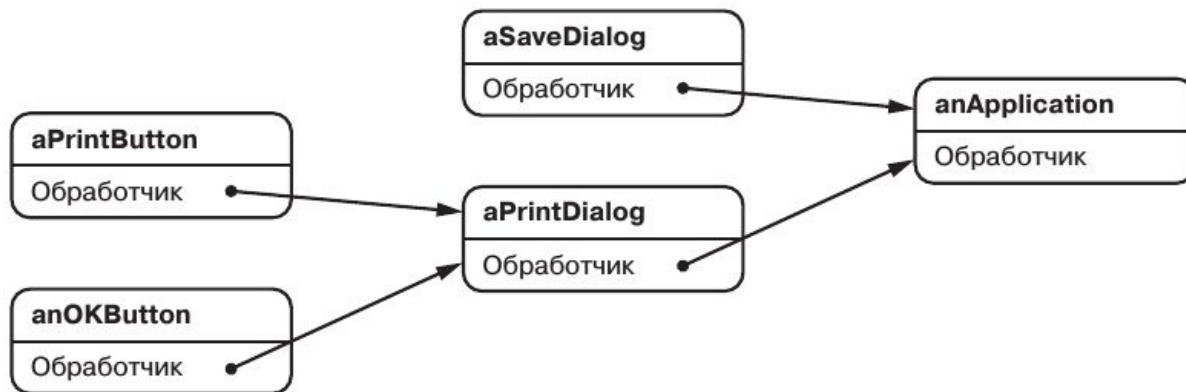 aSaveDialog
Обработчик
anApplication
Обработчик
aPrintButton
Обработчик
aPrintDialog
Обработчик
anOKButton
Обработчик